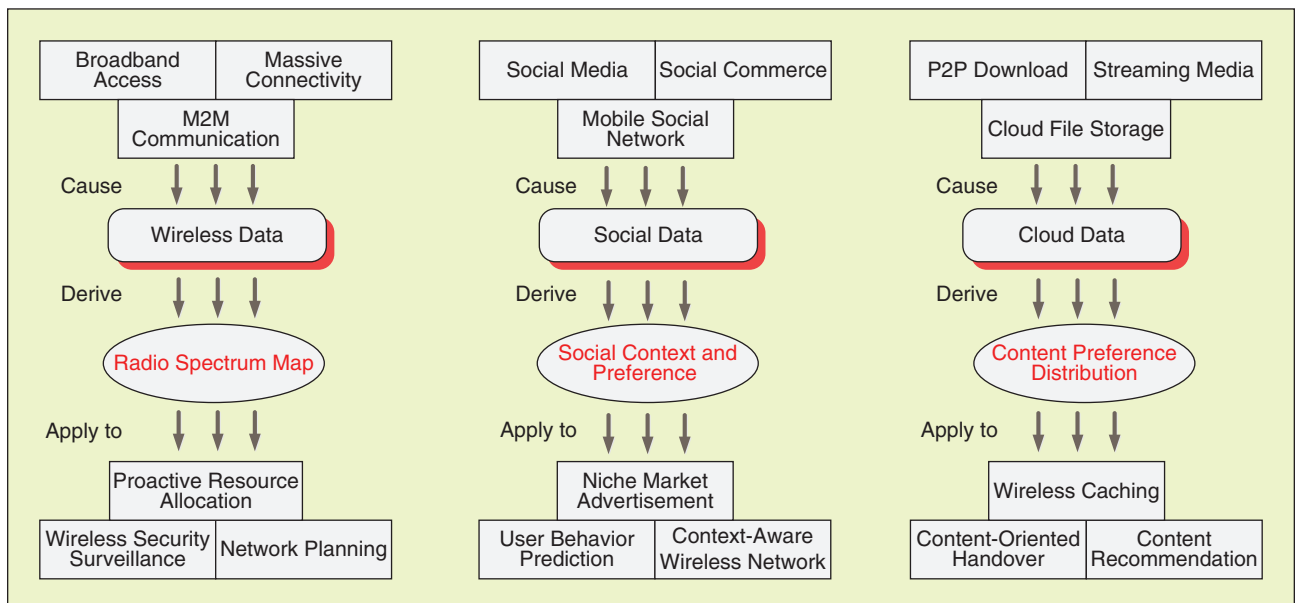 Broadband
Access
Massive
Connectivity
M2M
Communication
Cause
Wireless Data
Derive
Radio Spectrum Map
Apply to
Proactive Resource
Allocation
Wireless Security
Surveillance
Network Planning
Social Media
Social Commerce
Mobile Social
Network
Cause
Social Data
Derive
Social Context and
Preference
Apply to
Niche Market
Advertisement
User Behavior
Prediction
Context-Aware
Wireless Network
P2P Download
Streaming Media
Cloud File Storage
Cause
Cloud Data
Derive
Content Preference
Distribution
Apply to
Wireless Caching
Content-Oriented
Handover
Content
Recommendation